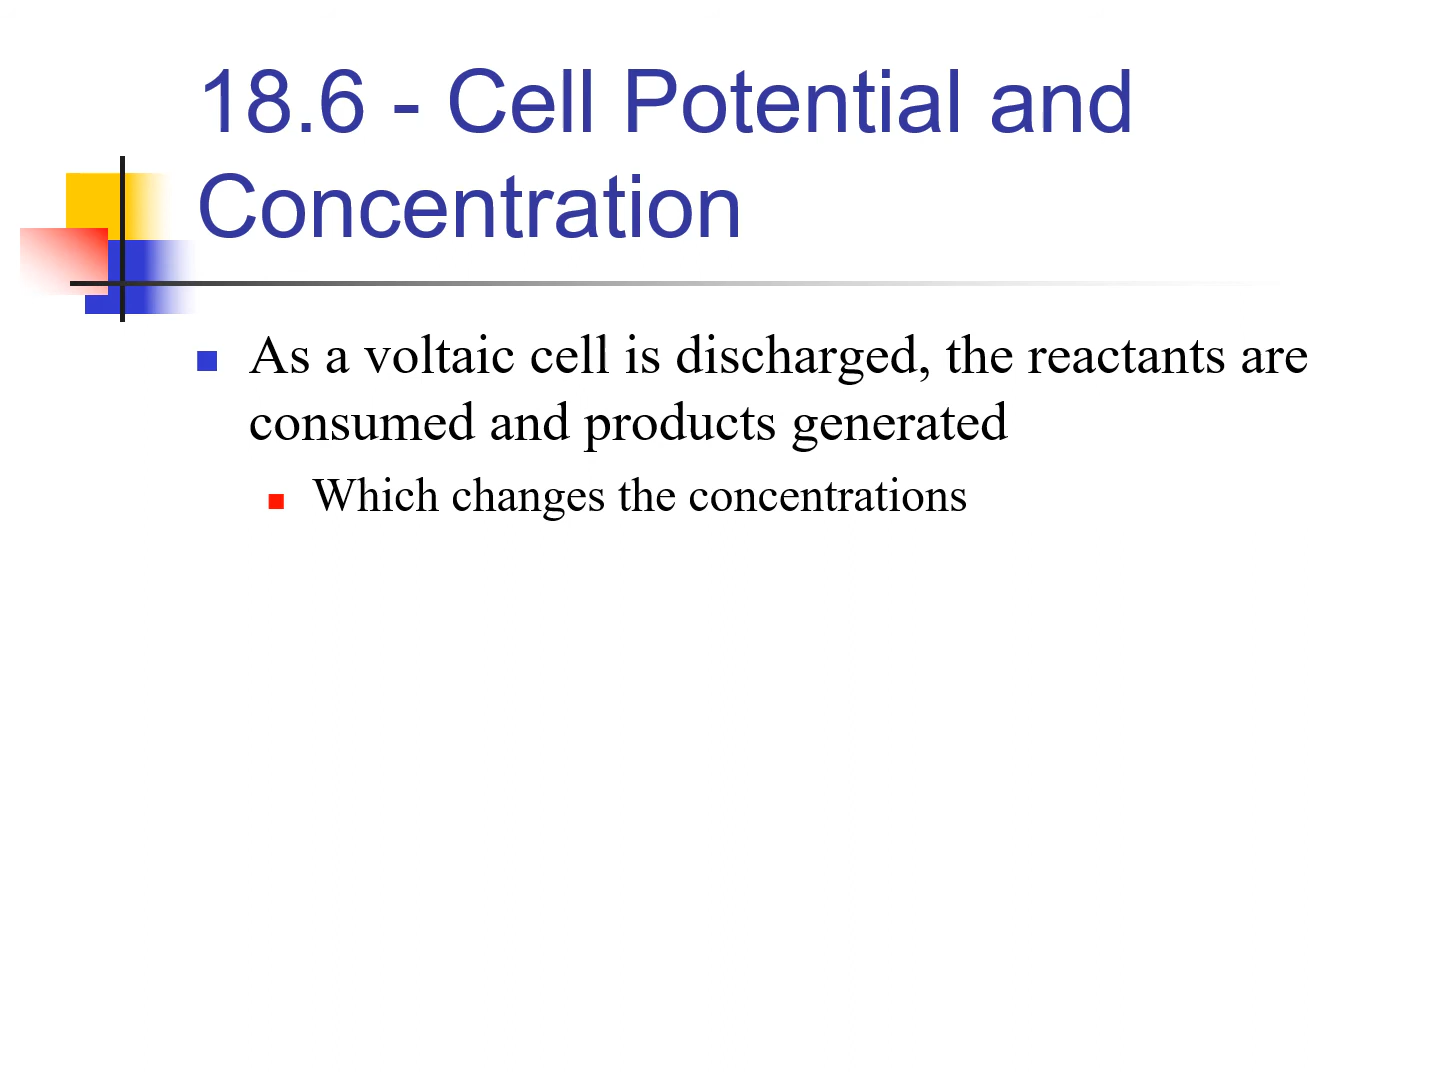 18.6 - Cell Potential and
Concentration
As a voltaic cell is discharged, the reactants are
consumed and products generated
Which changes the concentrations